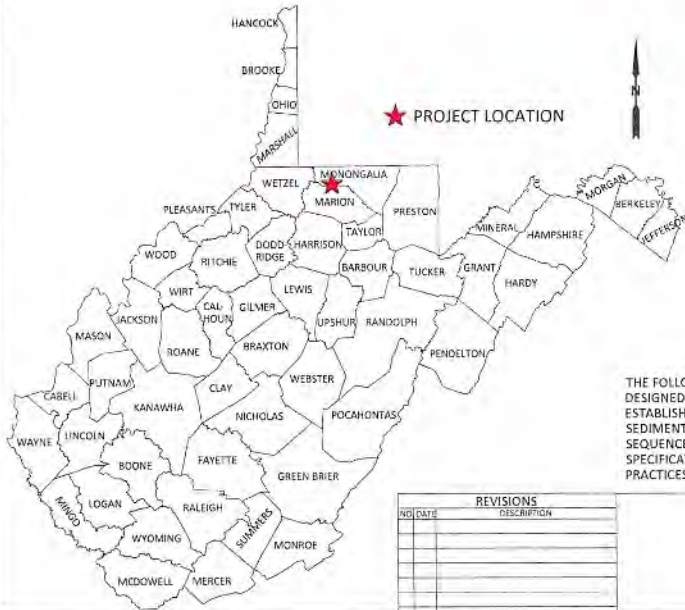 HANCOCK
BROOKE
OHIO
MARSHALL
PROJECT LOCATION
N
WETZEL
MONONGALIA
MARION
PRESTON
PLEASANTS
TYLER
DODD-
RIDGE
HARRISON
TAYLOR
MINERAL
HAMPSHIRE
MORGAN
BERKELEY
JEFFERSON
WOOD
RITCHIE
BARBOUR
TUCKER
GRANT
HARDY
WIRT
CAL-
HOUN
GILMER
LEWIS
UPSHUR
RANDOLPH
MASON
JACKSON
ROANE
BRAXTON
PENDELTON
CABELL
PUTNAM
KANAWHA
CLAY
WEBSTER
NICHOLAS
POCAHONTAS
WAYNE
LINCOLN
BOONE
FAYETTE
GREEN BRIER
MINGO
LOGAN
RALEIGH
SUMMERS
WYOMING
MONROE
MCDOWELL
MERCER
THE FOLLO
DESIGNED
ESTABLISH
SEDIMENT
SEQUENCE
SPECIFICA
PRACTICES
REVISIONS
NO. DATE DESCRIPTION